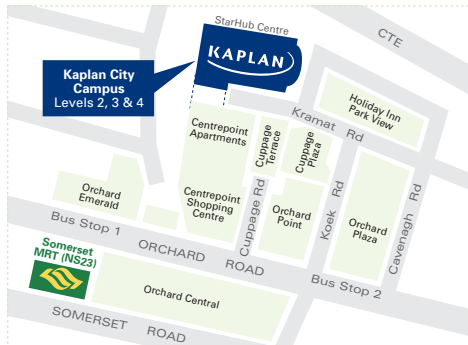 StarHub Centre
KAPLAN
CTE
Kaplan City
Campus
Levels 2, 3 & 4
Holiday Inn
Park View
Kramat Rd
Centrepoint
Apartments
Cuppage
Terrace
Cuppage
Plaza
Orchard
Emerald
Centrepoint
Shopping
Centre
Cuppage Rd
Orchard
Point
Koek Rd
Orchard
Plaza
Cavenagh Rd
Bus Stop 1
ORCHARD ROAD
Bus Stop 2
Somerset
MRT (NS23)
Orchard Central
SOMERSET ROAD